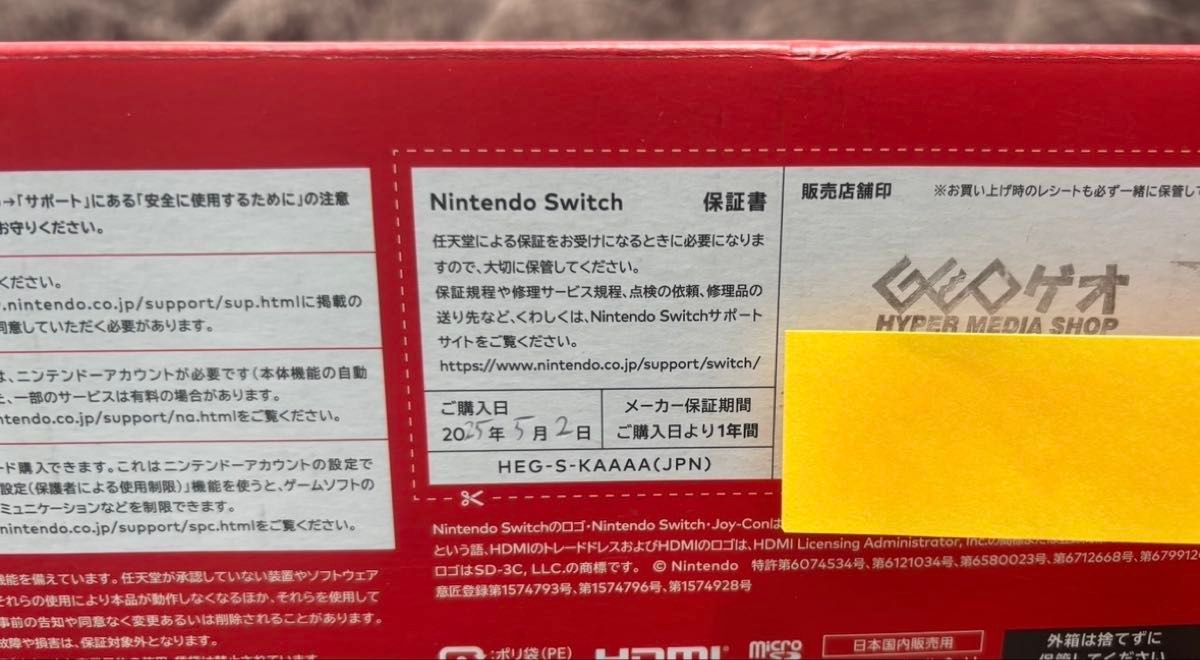 →「サポート」にある「安全に使用するために」の注意
お守りください。
ください。
.nintendo.co.jp/support/sup.htmlに掲載の
同意していただく必要があります。
は、ニンテンドーアカウントが必要です(本体機能の自動
、一部のサービスは有料の場合があります。
ntendo.co.jp/support/na.htmlをご覧ください。
ード購入できます。これはニンテンドーアカウントの設定で
設定(保護者による使用制限)」機能を使うと、ゲームソフトの
ミュニケーションなどを制限できます。
nintendo.co.jp/support/spc.htmlをご覧ください。
機能を備えています。任天堂が承認していない装置やソフトウェア
それらの使用により本品が動作しなくなるほか、それらを使用して
事前の告知や同意なく変更あるいは削除されることがあります。
故障や損害は、保証対象外となります。
Nintendo Switch 保証書
任天堂による保証をお受けになるときに必要になりま
すので、大切に保管してください。
保証規程や修理サービス規程、点検の依頼、修理品の
送り先など、くわしくは、Nintendo Switchサポート
サイトをご覧ください。
https://www.nintendo.co.jp/support/switch/
ご購入日
2025年5月2日
メーカー保証期間
ご購入日より1年間
HEG-S-KAAAA(JPN)
販売店舗印 ※お買い上げ時のレシートも必ず一緒に保管して
GEOゲオ
HYPER MEDIA SHOP
Nintendo Switchのロゴ・Nintendo Switch・Joy-Conは
という語、HDMIのトレードドレスおよびHDMIのロゴは、HDMI Licensing Administrator, Inc.の
ロゴはSD-3C, LLC.の商標です。 © Nintendo 特許第6074534号、第6121034号、第6580023号、第6712668号、第679912
意匠登録第1574793号、第1574796号、第1574928号
:ポリ袋(PE)
HDMI
micro
日本国内販売用
外箱は捨てずに
保管してください